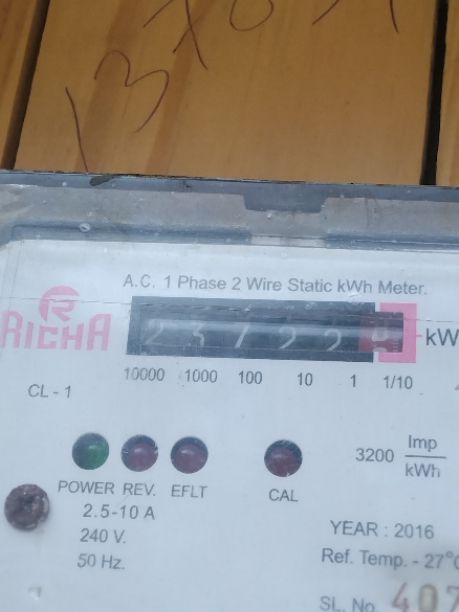 A.C. 1 Phase 2 Wire Static kWh Meter.
RICHA
kW
10000 1000 100 10 1 1/10
CL - 1
3200 Imp
kWh
POWER REV. EFLT CAL
2.5-10 A
240 V.
50 Hz.
YEAR : 2016
Ref. Temp. - 27°C
SL. No. 407